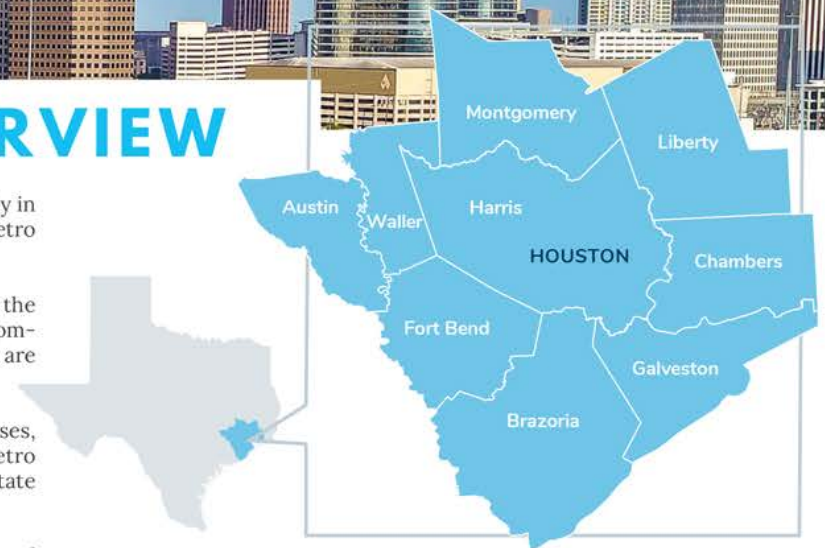 RVIEW
y in
etro
the
om-
are
ses,
etro
tate
Montgomery
Liberty
Austin
Waller
Harris
HOUSTON
Chambers
Fort Bend
Galveston
Brazoria